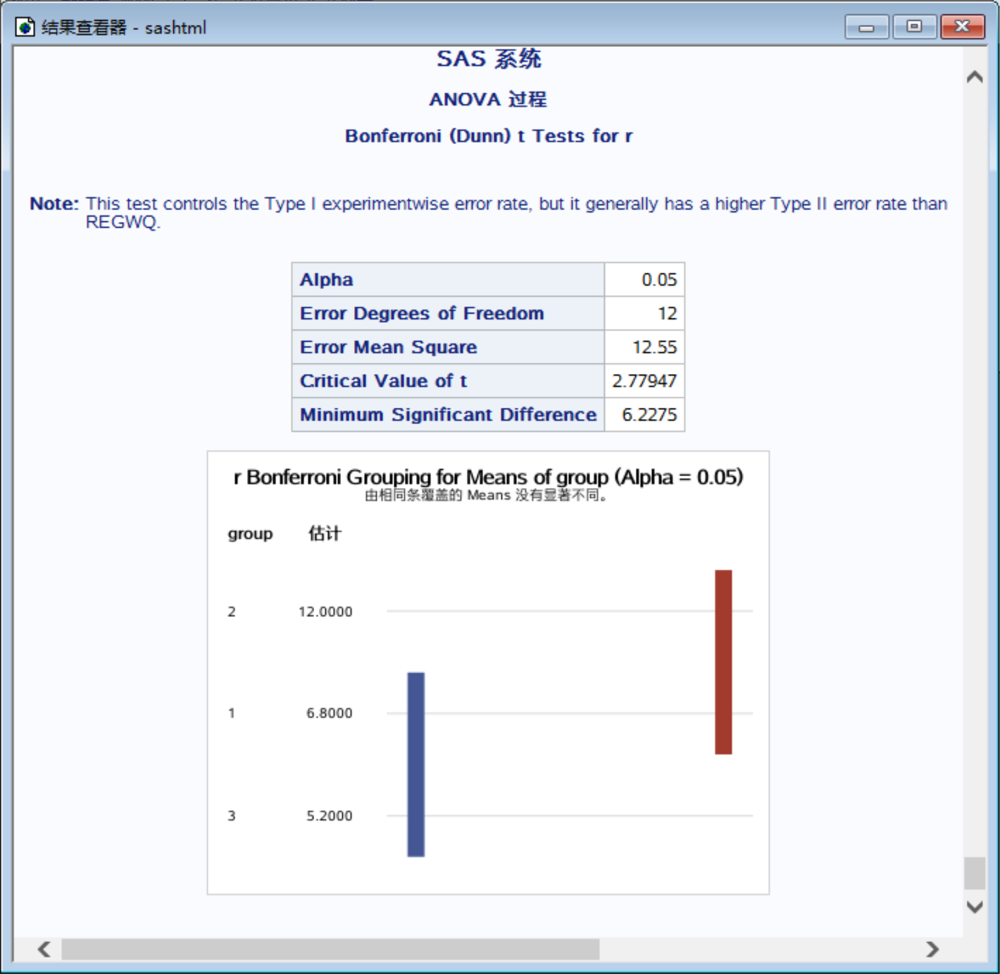 结果查看器 - sashtml
SAS 系统
ANOVA 过程
Bonferroni (Dunn) t Tests for r
Note: This test controls the Type I experimentwise error rate, but it generally has a higher Type II error rate than
REGWQ.
Alpha 0.05
Error Degrees of Freedom 12
Error Mean Square 12.55
Critical Value of t 2.77947
Minimum Significant Difference 6.2275
r Bonferroni Grouping for Means of group (Alpha = 0.05)
由相同条覆盖的 Means 没有显著不同。
group 估计
2 12.0000
1 6.8000
3 5.2000